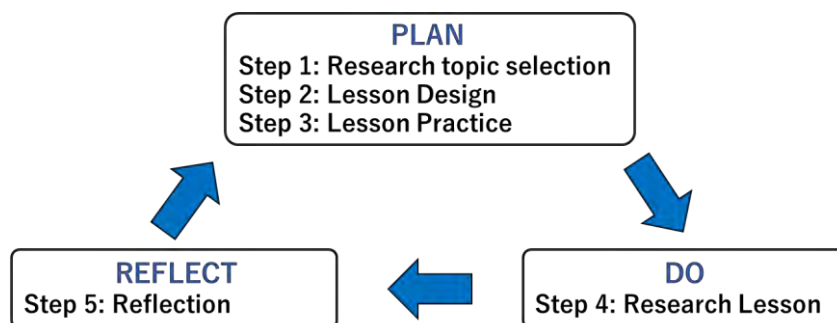 PLAN
Step 1: Research topic selection
Step 2: Lesson Design
Step 3: Lesson Practice
REFLECT
Step 5: Reflection
DO
Step 4: Research Lesson